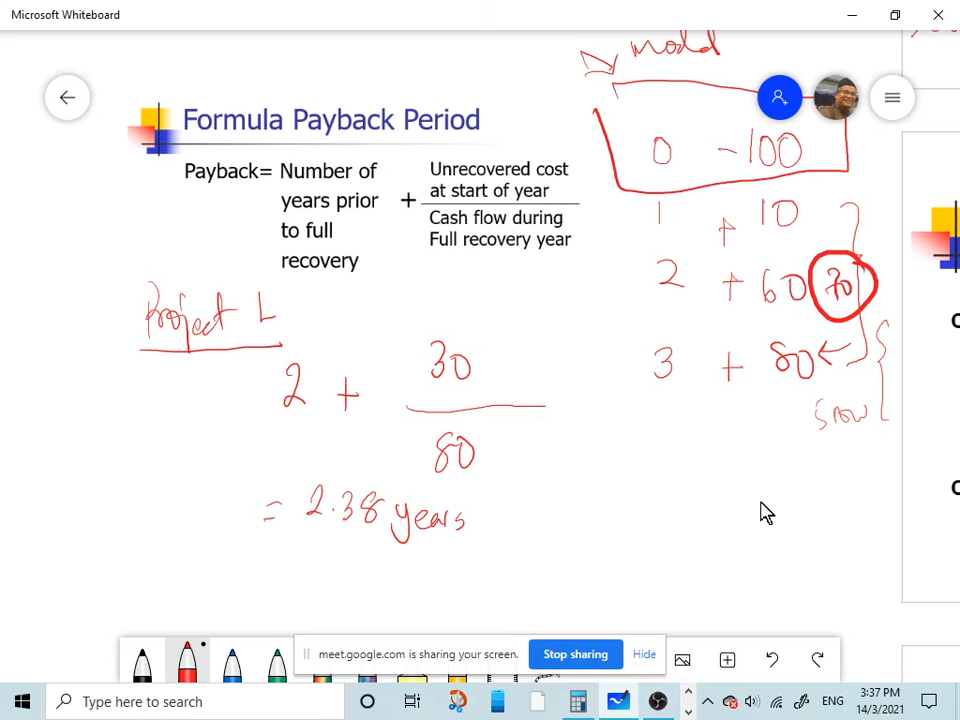 Microsoft Whiteboard
Formula Payback Period
Payback= Number of
years prior
to full
recovery
+
Unrecovered cost
at start of year
Cash flow during
Full recovery year
0 -100
1 + 10
2 + 60 70
3 + 80
Project L
2 + 30
80
= 2.38 years
meet.google.com is sharing your screen.
Stop sharing
Hide
Type here to search
ENG
3:37 PM
14/3/2021